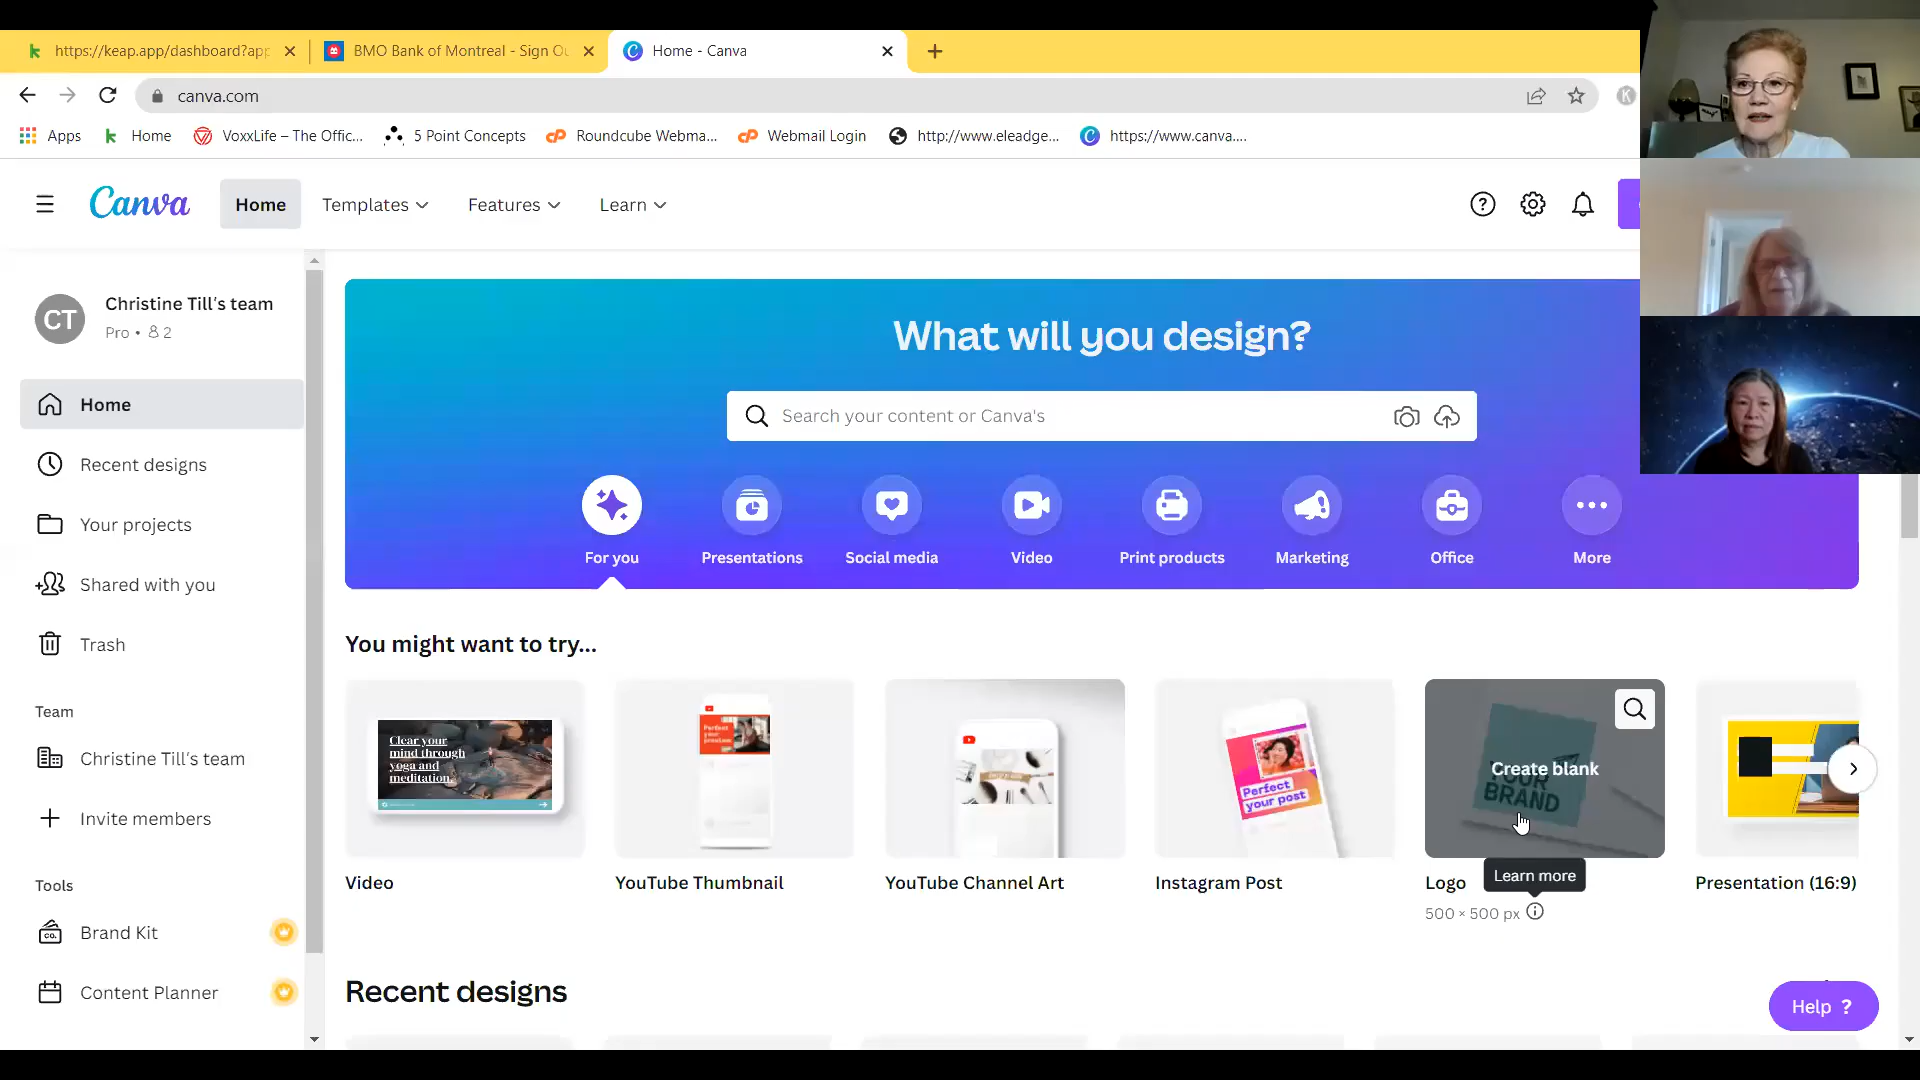 https://keap.app/dashboard?app
BMO Bank of Montreal - Sign Ou
Home - Canva
canva.com
Apps
Home
VoxxLife – The Offic...
5 Point Concepts
Roundcube Webma...
Webmail Login
http://www.eleadge...
https://www.canva....
Canva
Home
Templates
Features
Learn
CT
Christine Till's team
Pro • 2
Home
Recent designs
Your projects
Shared with you
Trash
Team
Christine Till's team
Invite members
Tools
Brand Kit
Content Planner
What will you design?
Search your content or Canva's
For you
Presentations
Social media
Video
Print products
Marketing
Office
More
You might want to try...
Clear your
mind through
yoga and
meditation.
Perfect
your
Perfect
your post
Create blank
YOUR
BRAND
Video
YouTube Thumbnail
YouTube Channel Art
Instagram Post
Logo
Learn more
500 × 500 px
Presentation (16:9)
Recent designs
Help ?